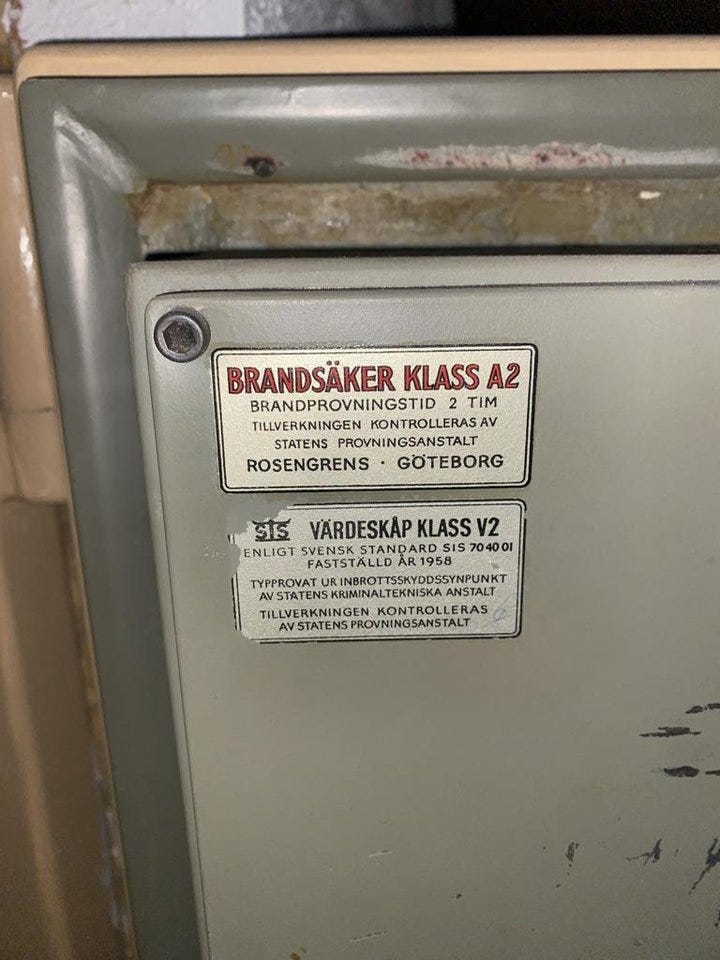 BRANDSÄKER KLASS A2
BRANDPROVNINGSTID 2 TIM
TILLVERKNINGEN KONTROLLERAS AV
STATENS PROVNINGSANSTALT
ROSENGRENS · GÖTEBORG
SIS VÄRDESKÅP KLASS V2
ENLIGT SVENSK STANDARD SIS 70 40 01
FASTSTÄLLD ÅR 1958
TYPPROVAT UR INBROTTSSKYDDSSYNPUNKT
AV STATENS KRIMINALTEKNISKA ANSTALT
TILLVERKNINGEN KONTROLLERAS
AV STATENS PROVNINGSANSTALT